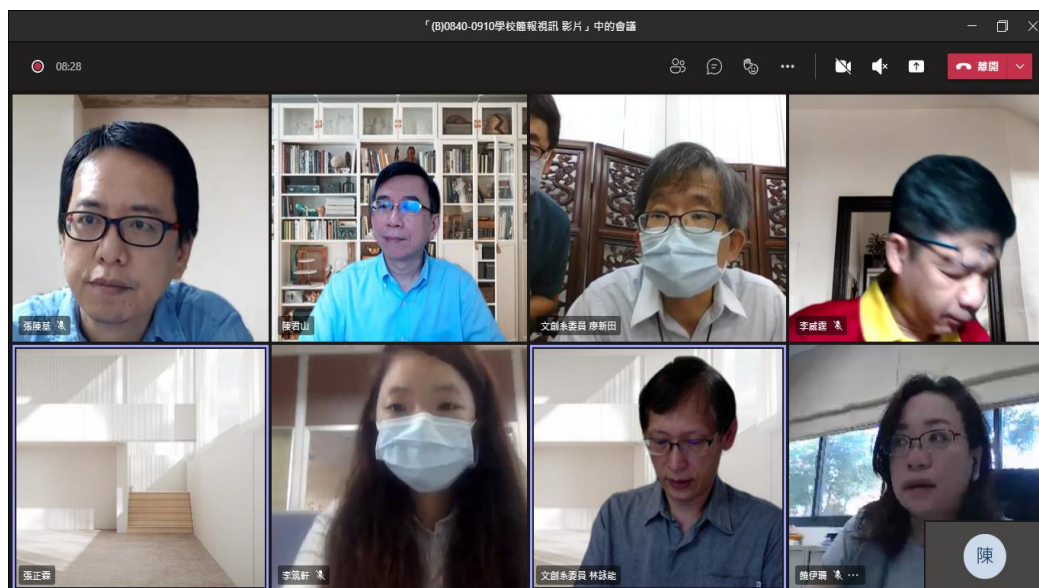 「(B)0840-0910學校簡報視訊 影片」中的會議
08:28
離開
張陳基
陳君山
文創系委員 廖新田
李威霆
張正霖
李筑軒
文創系委員 林詠能
饒伊珊
陳